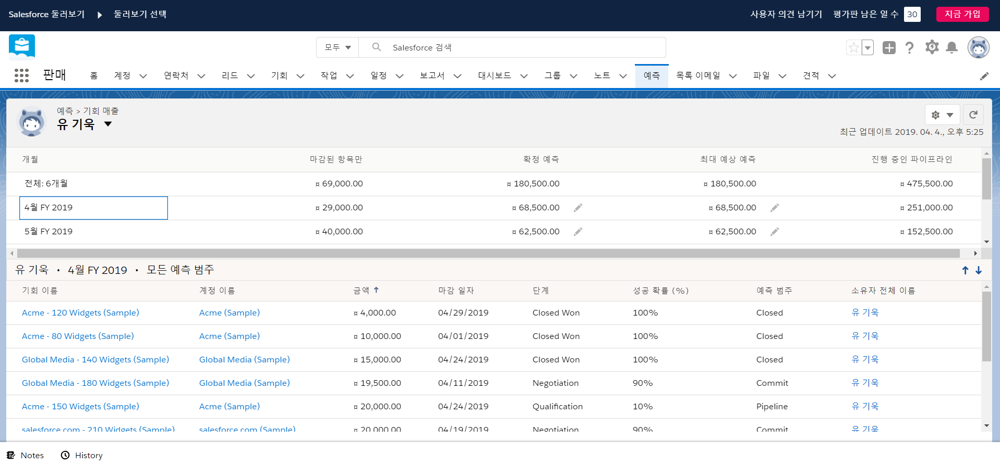 Salesforce 둘러보기 둘러보기 선택 사용자 의견 남기기 평가판 남은 일 수 30 지금 가입
모두 Salesforce 검색
판매 홈 계정 연락처 리드 기회 작업 일정 보고서 대시보드 그룹 노트 예측 목록 이메일 파일 견적
예측 > 기회 매출
유 기욱
최근 업데이트 2019. 04. 4., 오후 5:25
개월 마감된 항목만 확정 예측 최대 예상 예측 진행 중인 파이프라인
전체: 6개월 ¤ 69,000.00 ¤ 180,500.00 ¤ 180,500.00 ¤ 475,500.00
4월 FY 2019 ¤ 29,000.00 ¤ 68,500.00 ¤ 68,500.00 ¤ 251,000.00
5월 FY 2019 ¤ 40,000.00 ¤ 62,500.00 ¤ 62,500.00 ¤ 152,500.00
유 기욱 • 4월 FY 2019 • 모든 예측 범주
기회 이름 계정 이름 금액 ↑ 마감 일자 단계 성공 확률 (%) 예측 범주 소유자 전체 이름
Acme - 120 Widgets (Sample) Acme (Sample) ¤ 4,000.00 04/29/2019 Closed Won 100% Closed 유 기욱
Acme - 80 Widgets (Sample) Acme (Sample) ¤ 10,000.00 04/01/2019 Closed Won 100% Closed 유 기욱
Global Media - 140 Widgets (Sample) Global Media (Sample) ¤ 15,000.00 04/24/2019 Closed Won 100% Closed 유 기욱
Global Media - 180 Widgets (Sample) Global Media (Sample) ¤ 19,500.00 04/11/2019 Negotiation 90% Commit 유 기욱
Acme - 150 Widgets (Sample) Acme (Sample) ¤ 20,000.00 04/24/2019 Qualification 10% Pipeline 유 기욱
salesforce.com - 210 Widgets (Sample) salesforce.com (Sample) ¤ 20,000.00 04/19/2019 Negotiation 90% Commit 유 기욱
Notes History